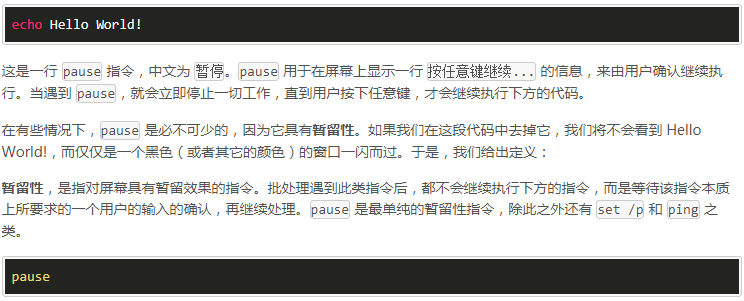 echo Hello World!
这是一行 pause 指令，中文为 暂停。pause 用于在屏幕上显示一行 按任意键继续... 的信息，来由用户确认继续执
行。当遇到 pause，就会立即停止一切工作，直到用户按下任意键，才会继续执行下方的代码。
在有些情况下，pause 是必不可少的，因为它具有暂留性。如果我们在这段代码中去掉它，我们将不会看到 Hello
World!，而仅仅是一个黑色（或者其它的颜色）的窗口一闪而过。于是，我们给出定义：
暂留性，是指对屏幕具有暂留效果的指令。批处理遇到此类指令后，都不会继续执行下方的指令，而是等待该指令本质
上所要求的一个用户的输入的确认，再继续处理。pause 是最单纯的暂留性指令，除此之外还有 set /p 和 ping 之
类。
pause